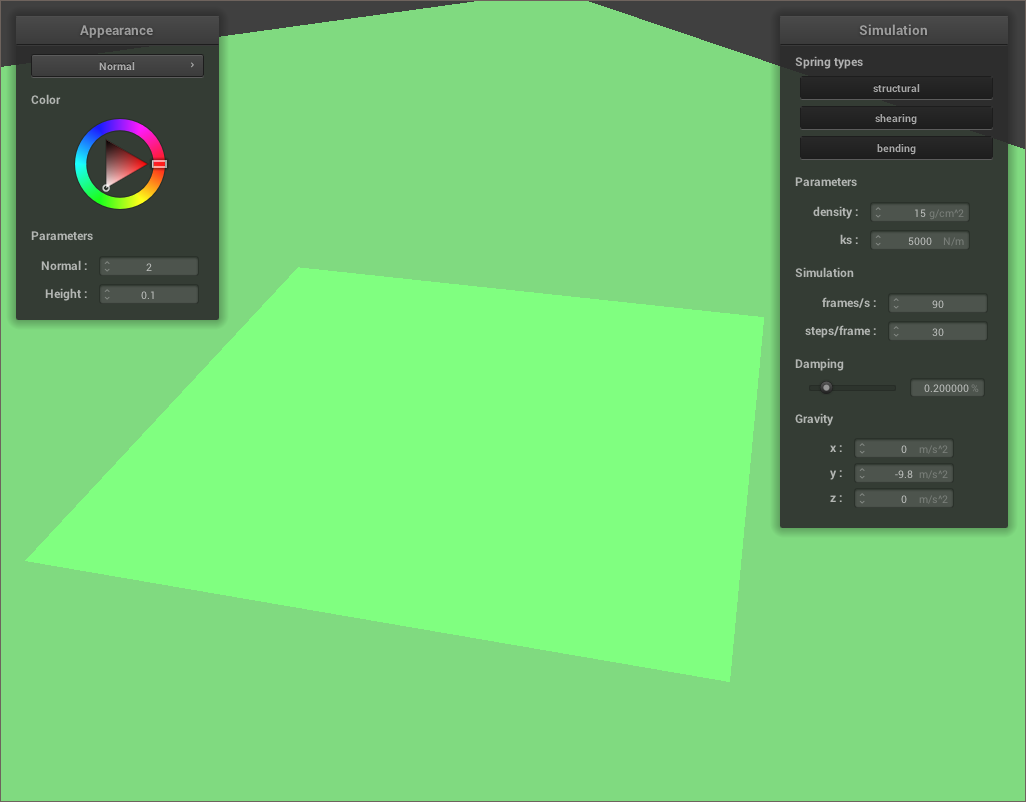 Appearance
Normal ›
Color
Parameters
Normal : 2
Height : 0.1
Simulation
Spring types
structural
shearing
bending
Parameters
density : 15 g/cm^2
ks : 5000 N/m
Simulation
frames/s : 90
steps/frame : 30
Damping
0.200000 %
Gravity
x : 0 m/s^2
y : -9.8 m/s^2
z : 0 m/s^2